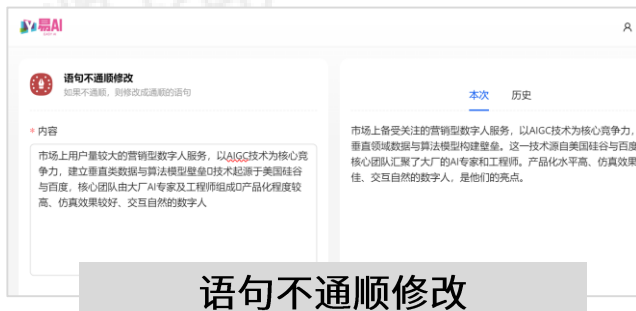 易AI
语句不通顺修改
如果不通顺，则修改成通顺的语句
* 内容
市场上用户量较大的营销型数字人服务，以AIGC技术为核心竞
争力，建立垂直类数据与算法模型壁垒□技术起源于美国硅谷
与百度，核心团队由大厂AI专家及工程师组成□产品化程度较
高、仿真效果较好、交互自然的数字人
本次 历史
市场上备受关注的营销型数字人服务，以AIGC技术为核心竞争力，
垂直领域数据与算法模型构建壁垒。这一技术源自美国硅谷与百度
核心团队汇聚了大厂的AI专家和工程师。产品化水平高、仿真效果
佳、交互自然的数字人，是他们的亮点。
语句不通顺修改